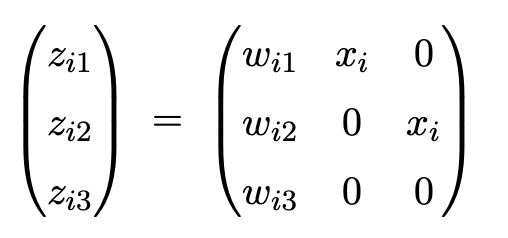 z_{i1} w_{i1} x_i 0
z_{i2} = w_{i2} 0 x_i
z_{i3} w_{i3} 0 0